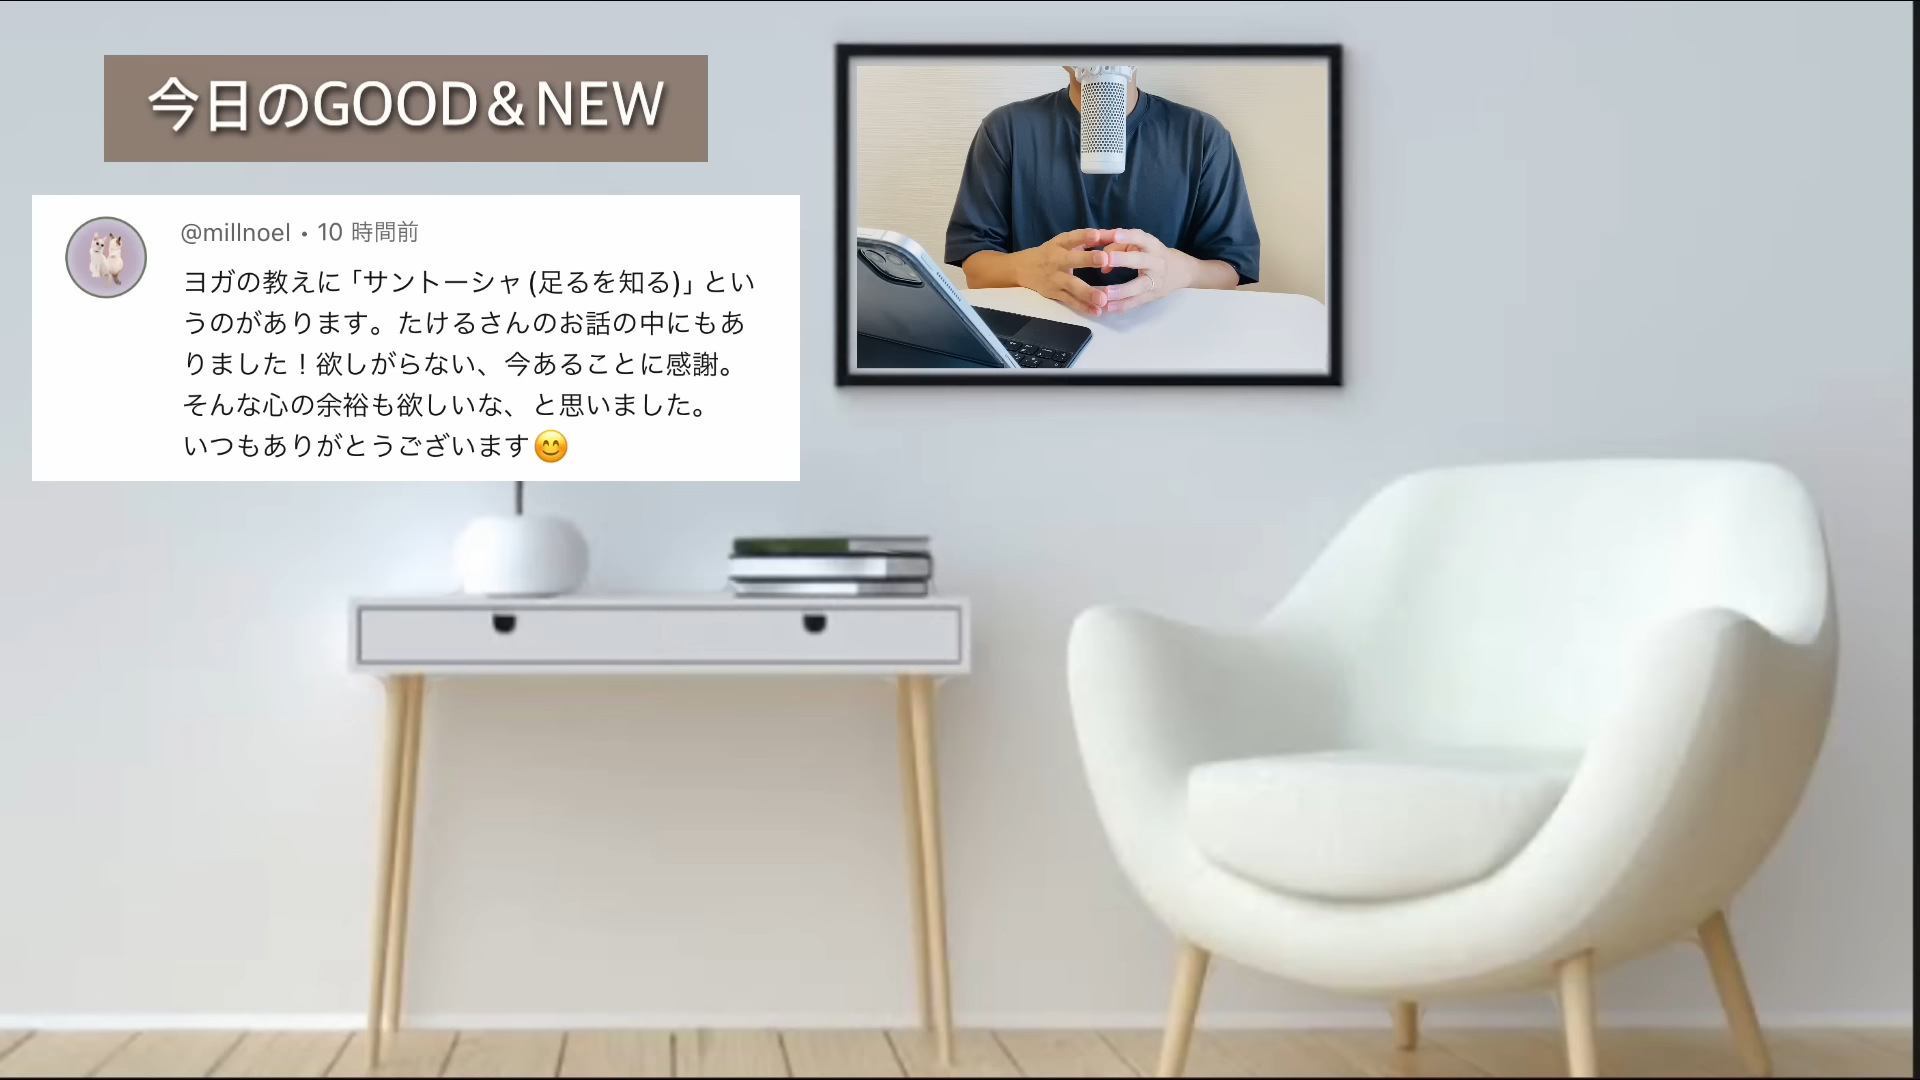 今日のGOOD＆NEW
@millnoel • 10 時間前
ヨガの教えに「サントーシャ(足るを知る)」とい
うのがあります。たけるさんのお話の中にもあ
りました！欲しがらない、今あることに感謝。
そんな心の余裕も欲しいな、と思いました。
いつもありがとうございます😊